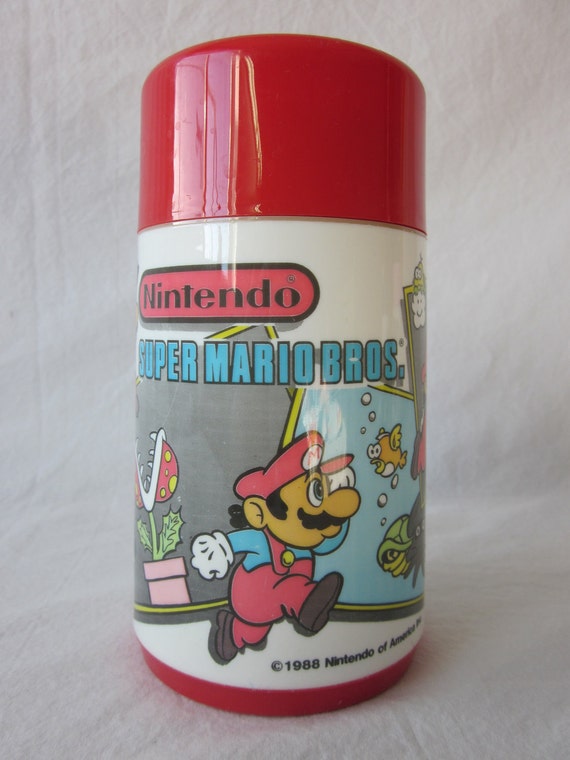 Nintendo®
SUPER MARIO BROS.®
©1988 Nintendo of America Inc